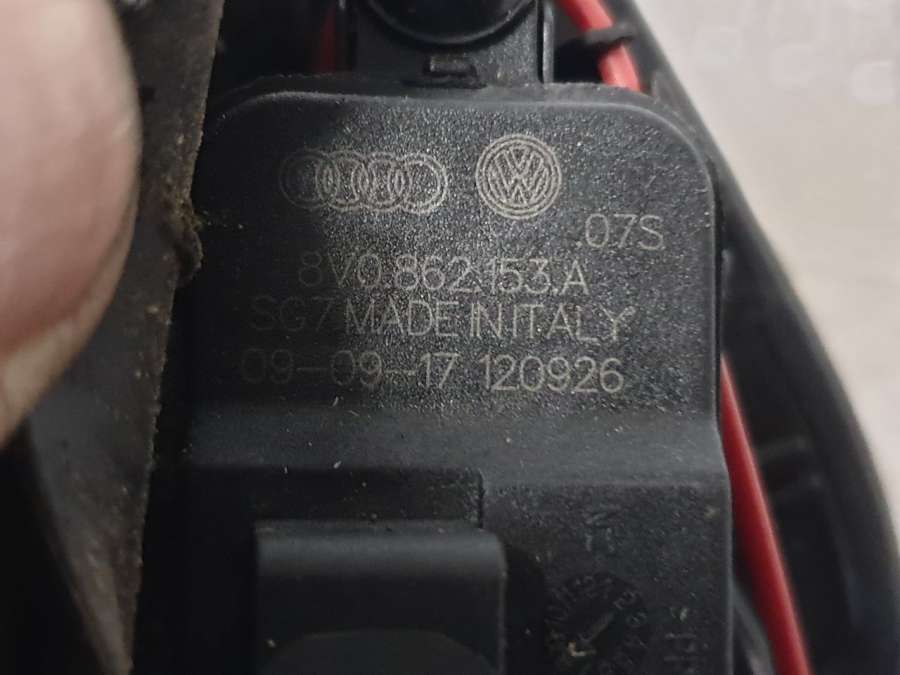 .07S
8V0.862.153.A
SG7 MADE IN ITALY
09-09-17 120926